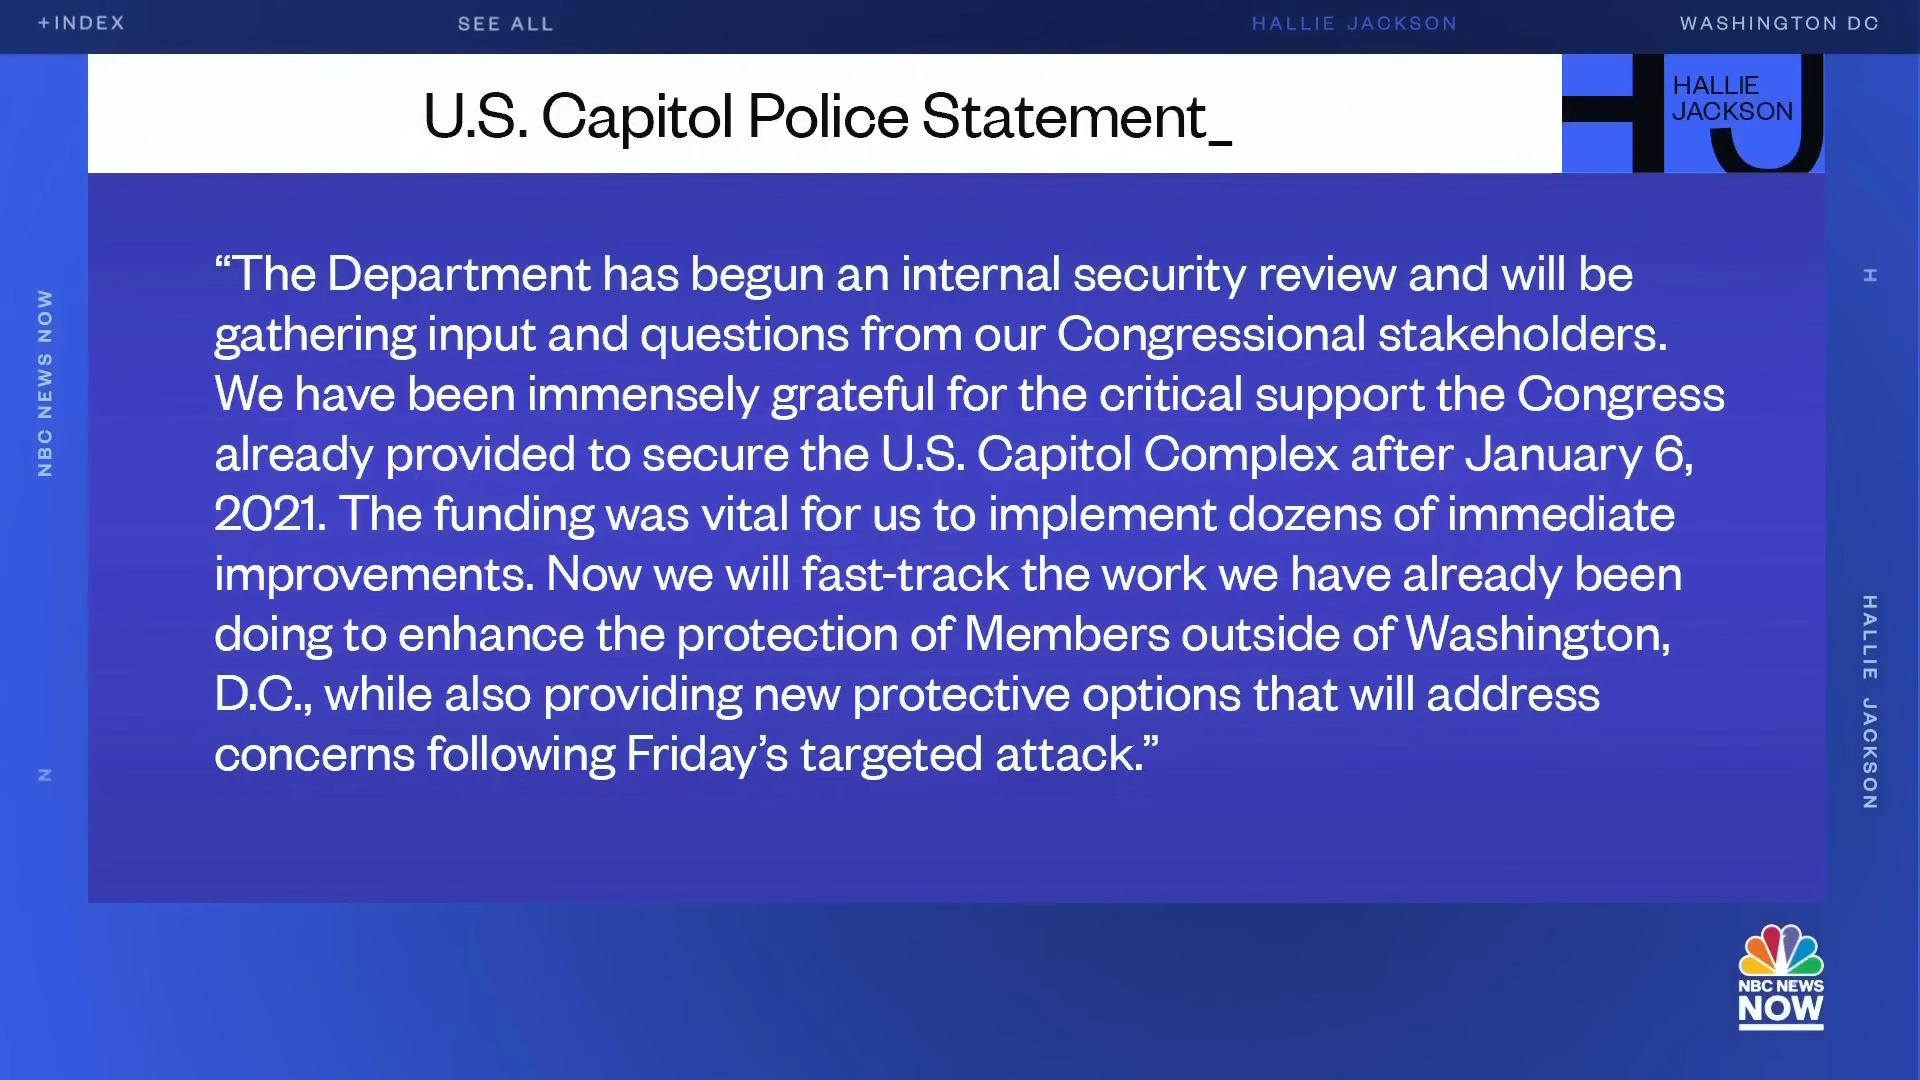 +INDEX
SEE ALL
HALLIE JACKSON
WASHINGTON DC
U.S. Capitol Police Statement_
HJ
HALLIE
JACKSON
“The Department has begun an internal security review and will be
gathering input and questions from our Congressional stakeholders.
We have been immensely grateful for the critical support the Congress
already provided to secure the U.S. Capitol Complex after January 6,
2021. The funding was vital for us to implement dozens of immediate
improvements. Now we will fast-track the work we have already been
doing to enhance the protection of Members outside of Washington,
D.C., while also providing new protective options that will address
concerns following Friday’s targeted attack.”
NBC NEWS NOW
N
H
HALLIE JACKSON
NBC NEWS
NOW